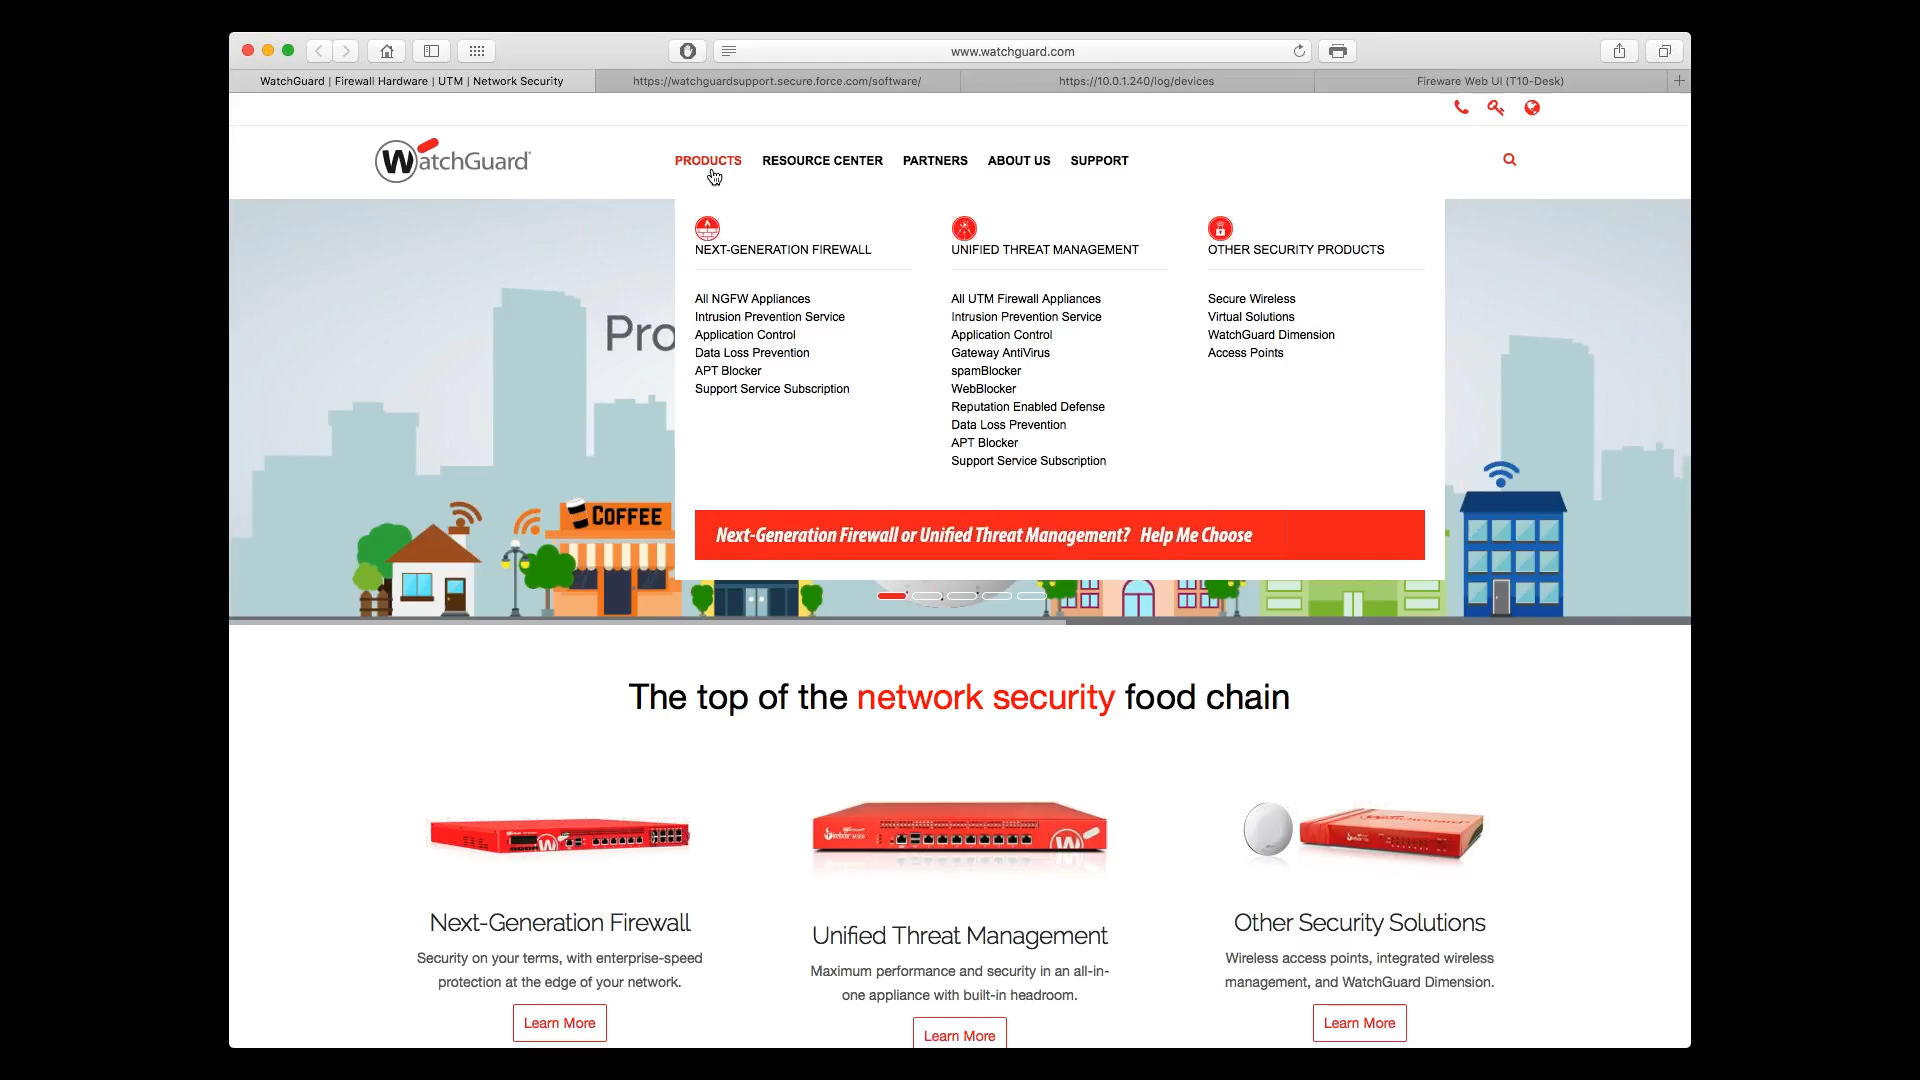 www.watchguard.com
WatchGuard | Firewall Hardware | UTM | Network Security
https://watchguardsupport.secure.force.com/software/
https://10.0.1.240/log/devices
Fireware Web UI (T10-Desk)
WatchGuard
PRODUCTS
RESOURCE CENTER
PARTNERS
ABOUT US
SUPPORT
NEXT-GENERATION FIREWALL
All NGFW Appliances
Intrusion Prevention Service
Application Control
Data Loss Prevention
APT Blocker
Support Service Subscription
UNIFIED THREAT MANAGEMENT
All UTM Firewall Appliances
Intrusion Prevention Service
Application Control
Gateway AntiVirus
spamBlocker
WebBlocker
Reputation Enabled Defense
Data Loss Prevention
APT Blocker
Support Service Subscription
OTHER SECURITY PRODUCTS
Secure Wireless
Virtual Solutions
WatchGuard Dimension
Access Points
Pro
COFFEE
Next-Generation Firewall or Unified Threat Management? Help Me Choose
The top of the network security food chain
Next-Generation Firewall
Security on your terms, with enterprise-speed
protection at the edge of your network.
Learn More
Unified Threat Management
Maximum performance and security in an all-in-
one appliance with built-in headroom.
Learn More
Other Security Solutions
Wireless access points, integrated wireless
management, and WatchGuard Dimension.
Learn More